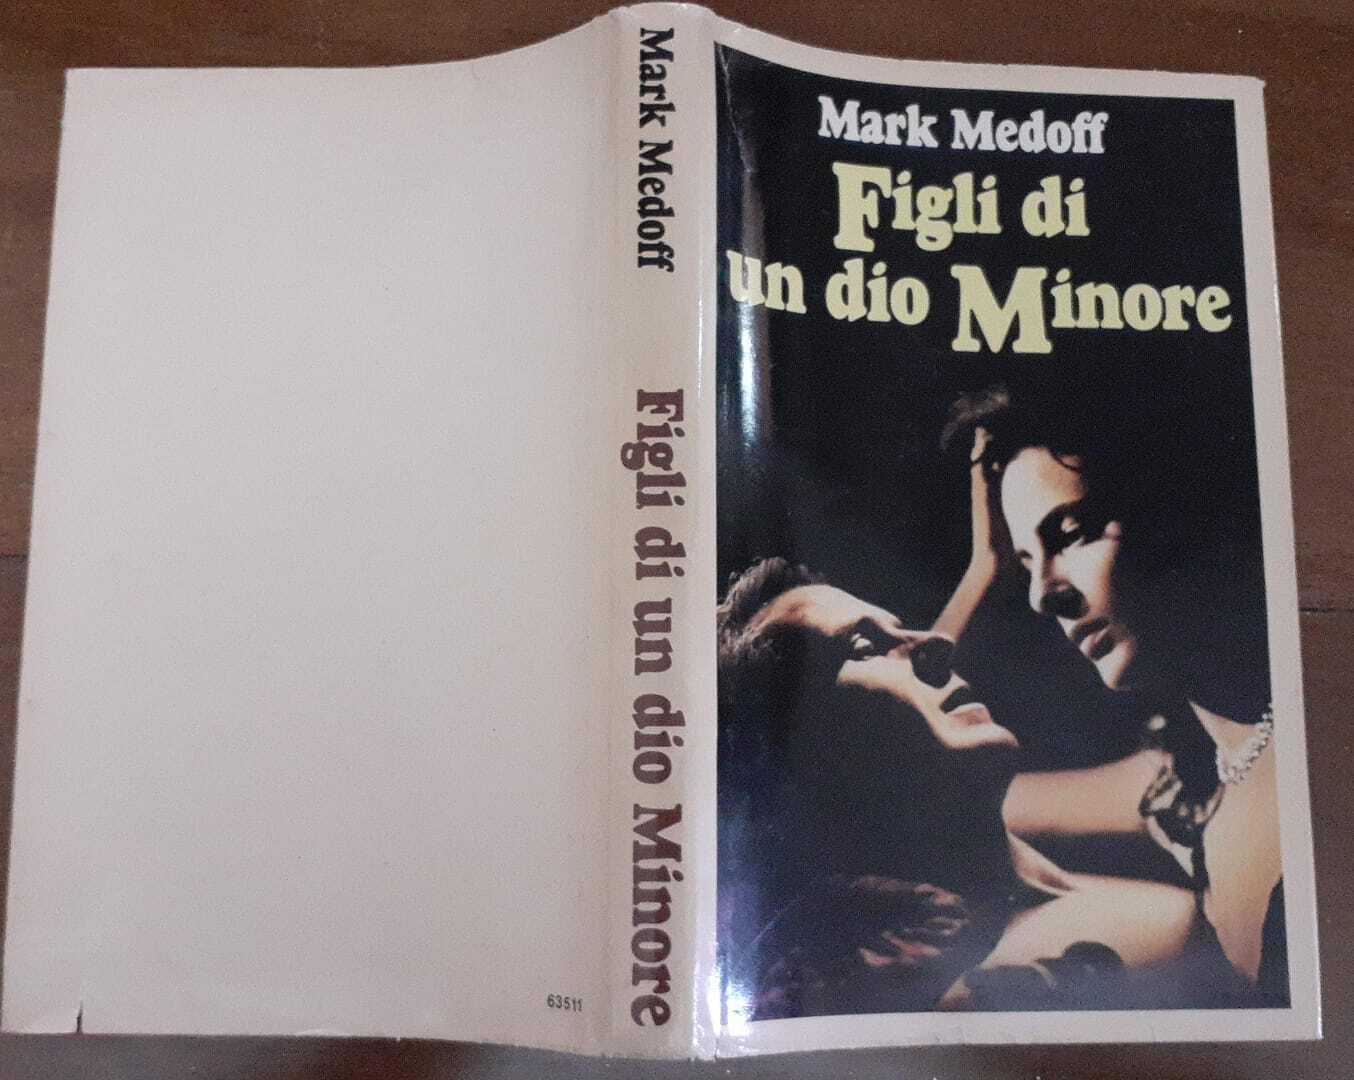 Mark Medoff
Figli di
un dio Minore
Mark Medoff Figli di un dio Minore
63511